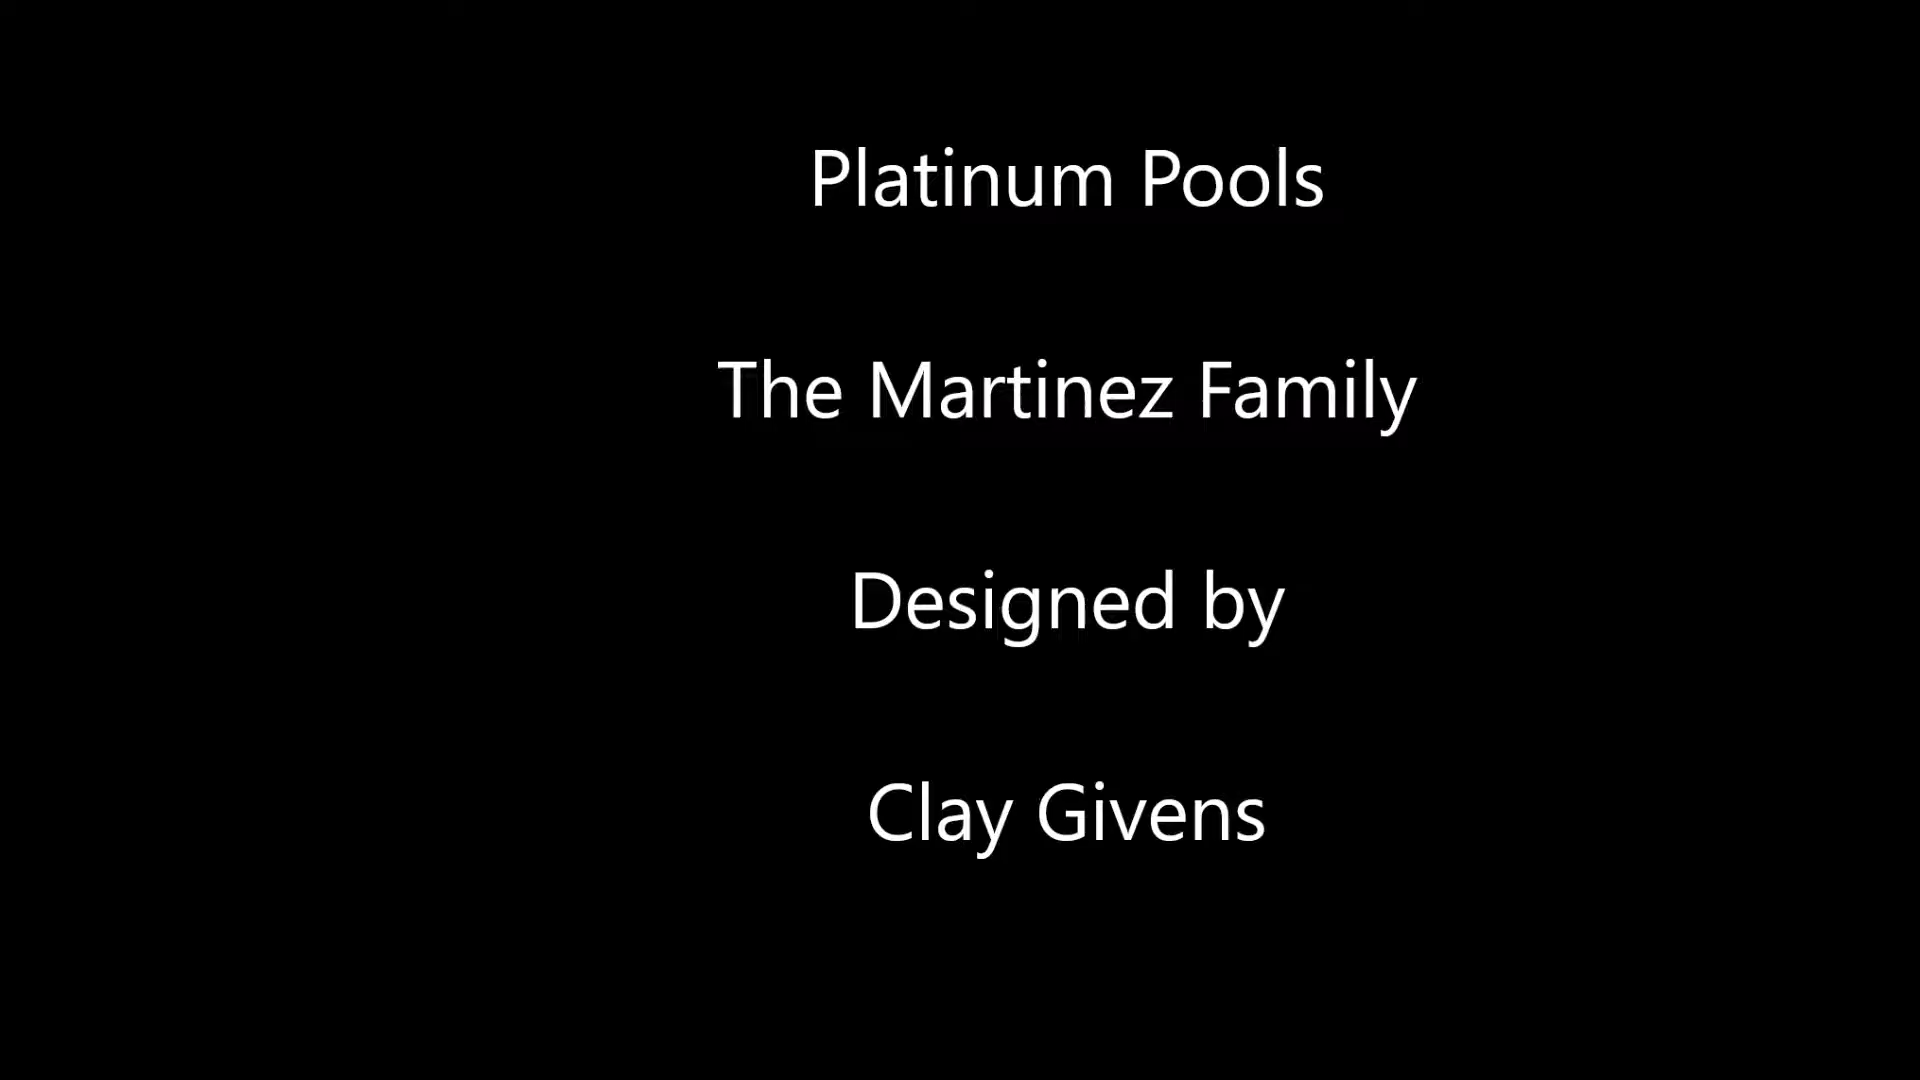 Platinum Pools
The Martinez Family
Designed by
Clay Givens